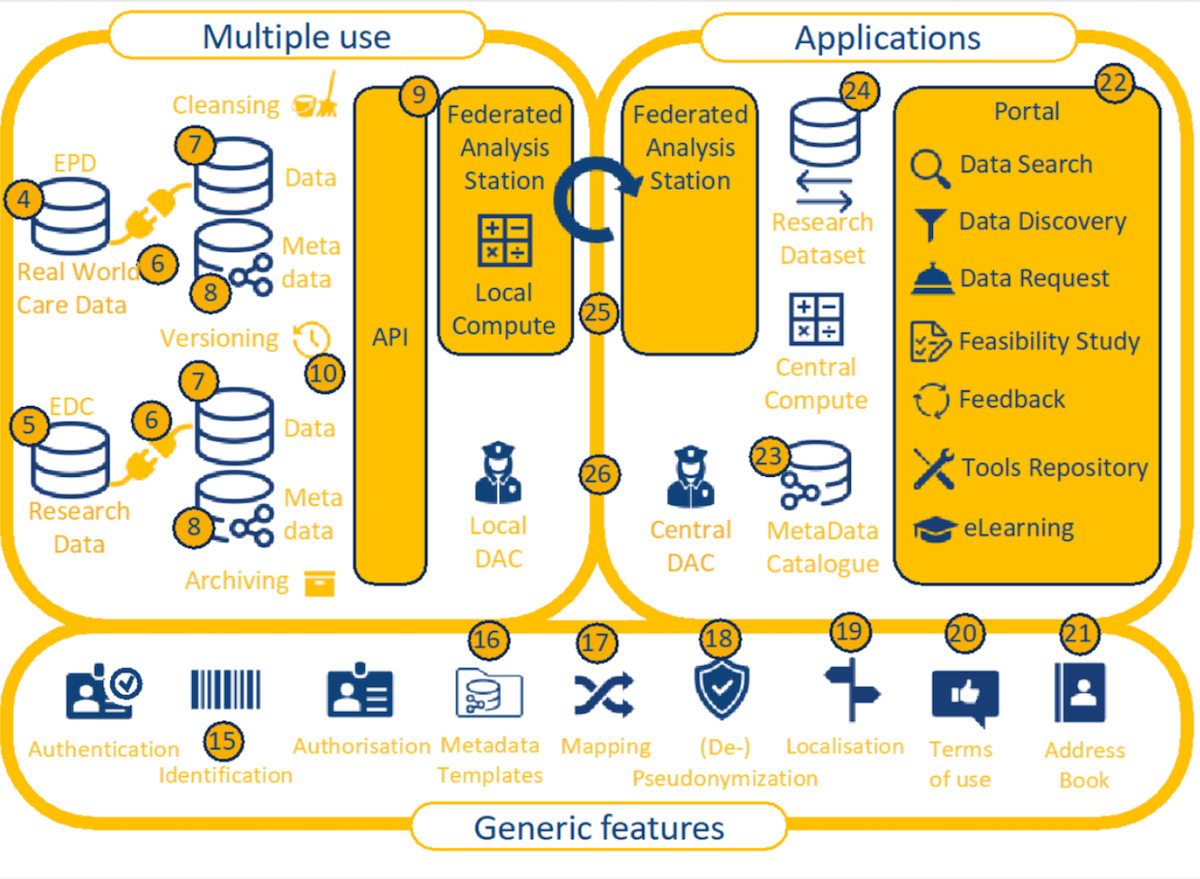 Multiple use
Cleansing
7
EPD
Data
4
Meta
data
6
Real World
Care Data
8
Versioning
10
7
EDC
6
5
Data
Meta
data
8
Research
Data
Archiving
9
API
Federated
Analysis
Station
Local
Compute
Local
DAC
25
26
Applications
Federated
Analysis
Station
24
Research
Dataset
Central
Compute
23
Central
DAC
MetaData
Catalogue
22
Portal
Data Search
Data Discovery
Data Request
Feasibility Study
Feedback
Tools Repository
eLearning
Authentication
15
Identification
Authorisation
16
Metadata
Templates
17
Mapping
18
(De-)
Pseudonymization
19
Localisation
20
Terms
of use
21
Address
Book
Generic features